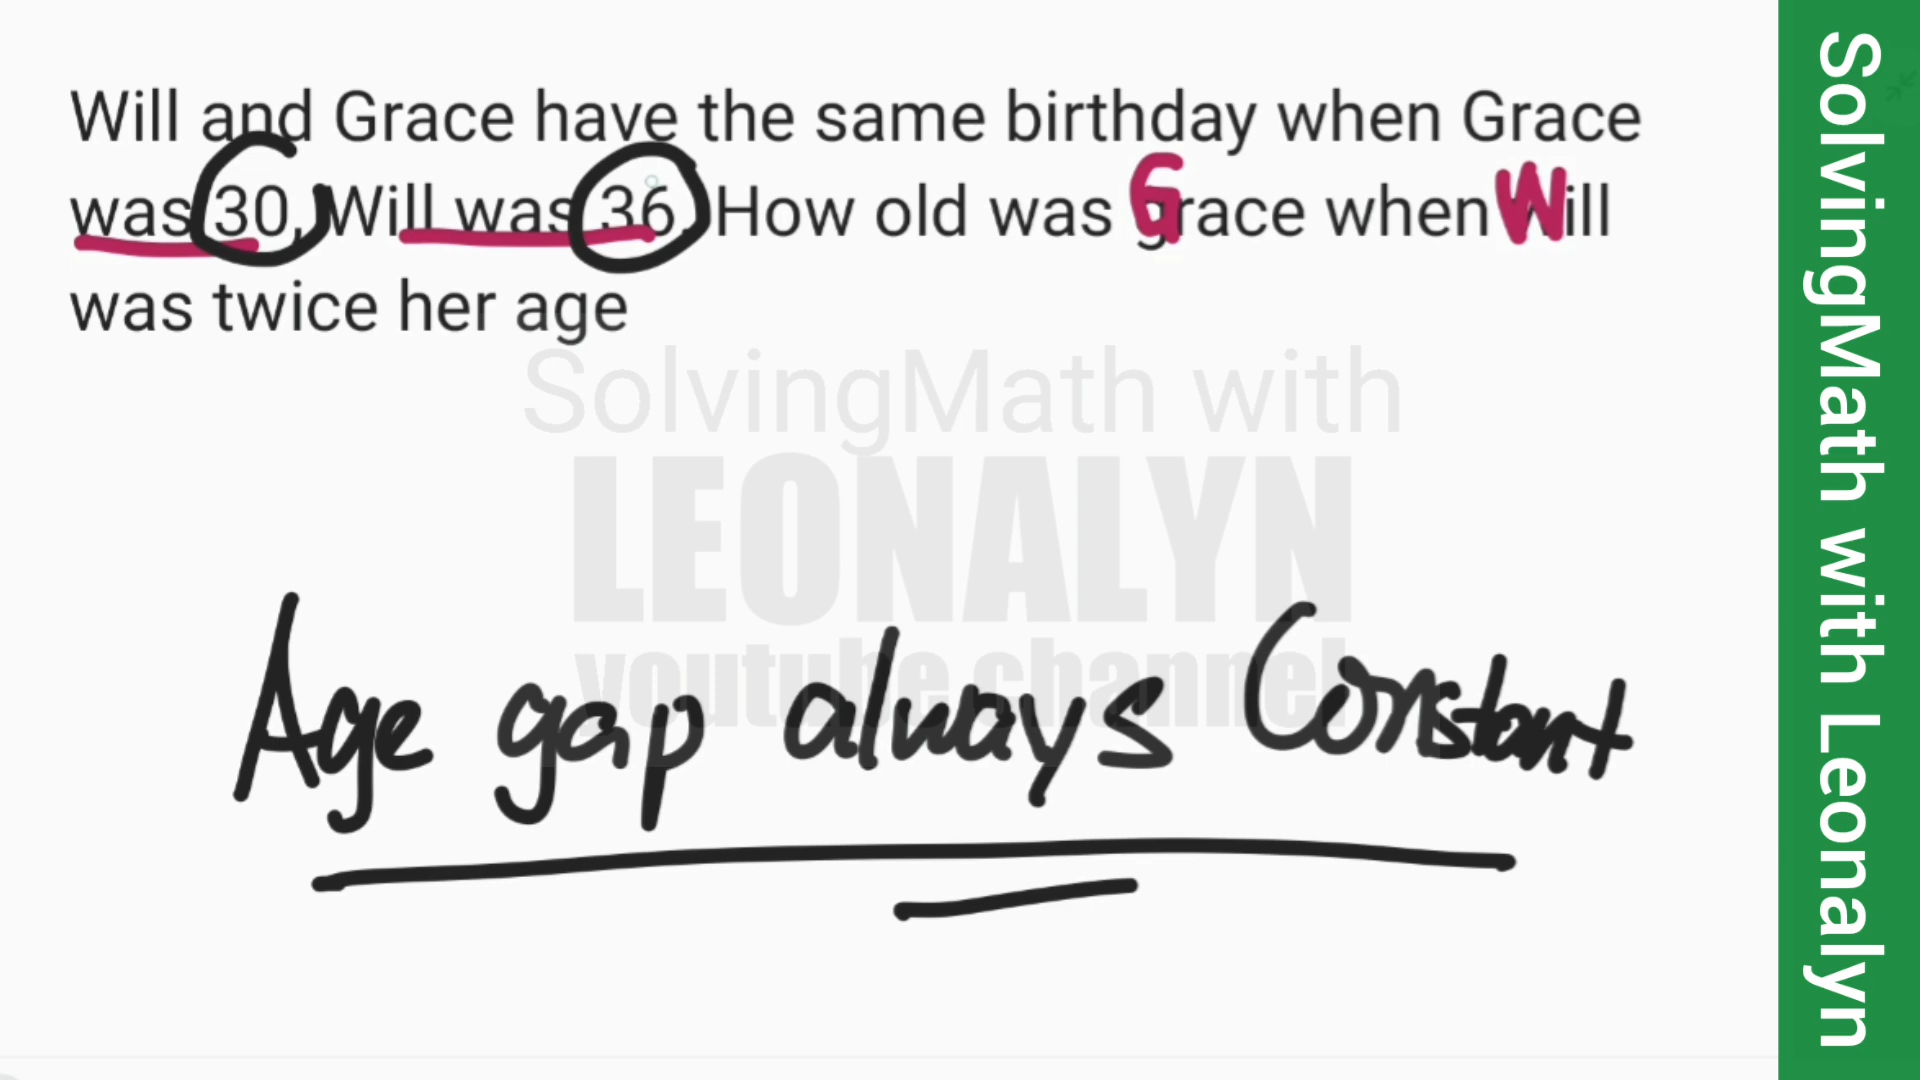 Will and Grace have the same birthday when Grace
was 30, Will was 36. How old was Grace when Will
was twice her age
SolvingMath with
LEONALYN
youtube channel
Age gap always Constant
SolvingMath with Leonalyn